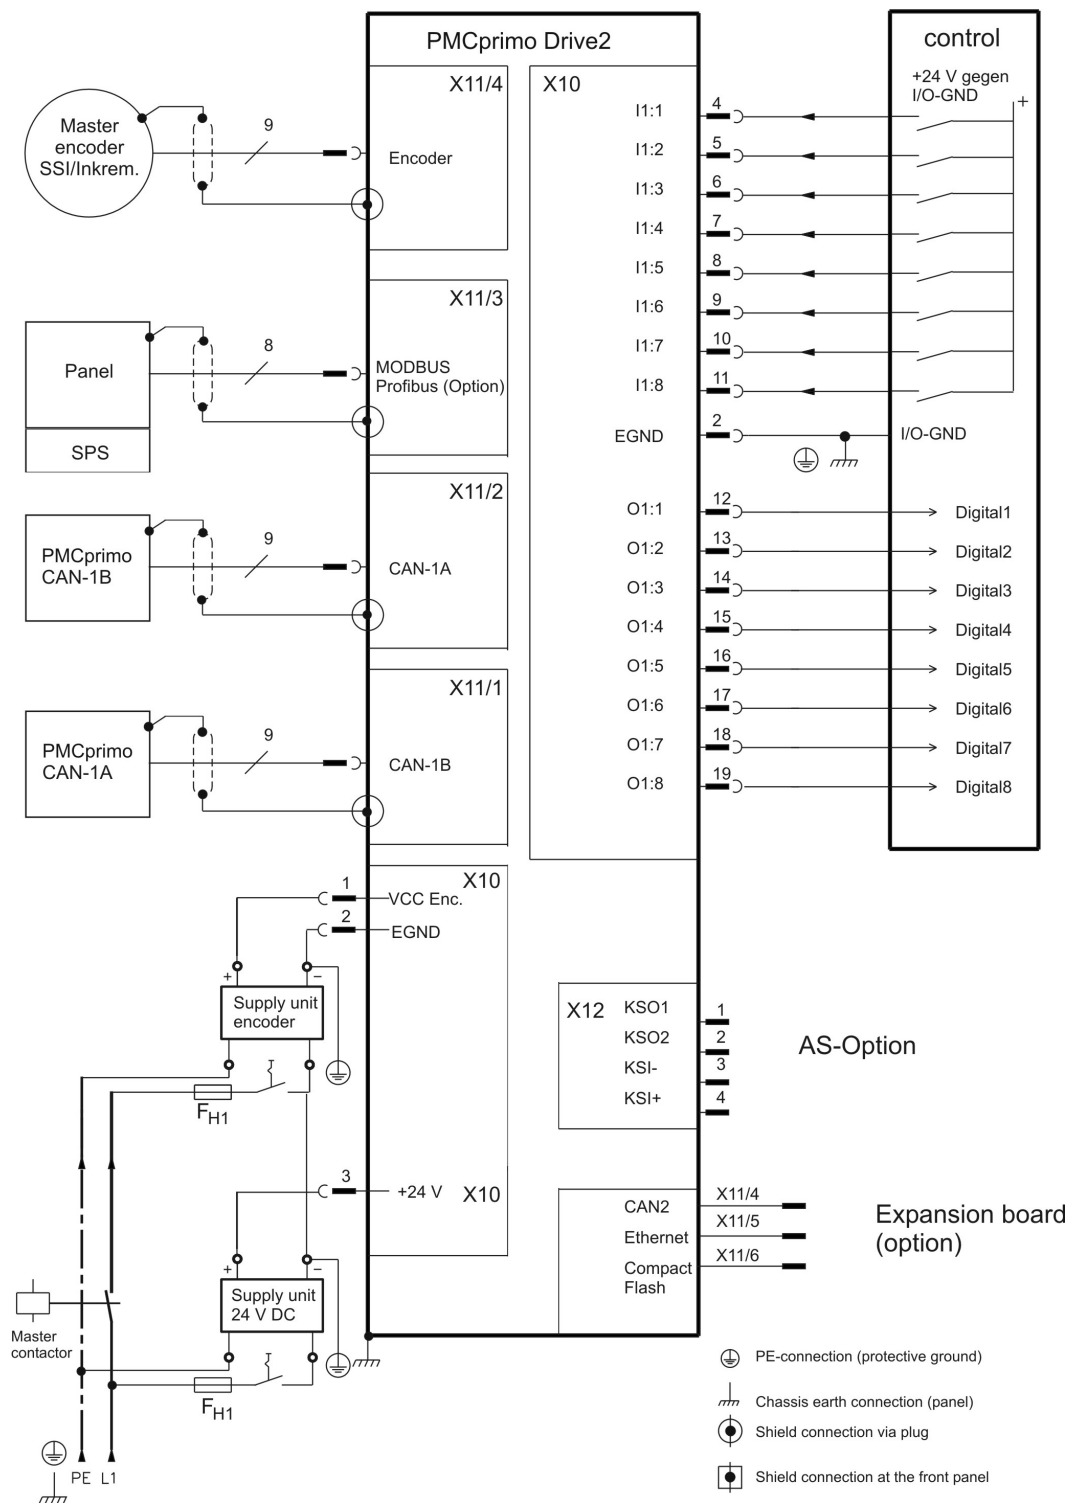 PMCprimo Drive2
control
+24 V gegen
I/O-GND
+
X11/4
Master
encoder
SSI/Inkrem.
9
Encoder
X11/3
Panel
SPS
8
MODBUS
Profibus (Option)
X11/2
PMCprimo
CAN-1B
9
CAN-1A
X11/1
PMCprimo
CAN-1A
9
CAN-1B
X10
I1:1 4
I1:2 5
I1:3 6
I1:4 7
I1:5 8
I1:6 9
I1:7 10
I1:8 11
EGND 2 I/O-GND
O1:1 12 Digital1
O1:2 13 Digital2
O1:3 14 Digital3
O1:4 15 Digital4
O1:5 16 Digital5
O1:6 17 Digital6
O1:7 18 Digital7
O1:8 19 Digital8
X10
1 VCC Enc.
2 EGND
+ −
Supply unit
encoder
FH1
3 +24 V X10
+ −
Supply unit
24 V DC
FH1
Master
contactor
PE L1
X12
KSO1 1
KSO2 2
KSI- 3
KSI+ 4
AS-Option
CAN2 X11/4
Ethernet X11/5
Compact X11/6
Flash
Expansion board
(option)
PE-connection (protective ground)
Chassis earth connection (panel)
Shield connection via plug
Shield connection at the front panel